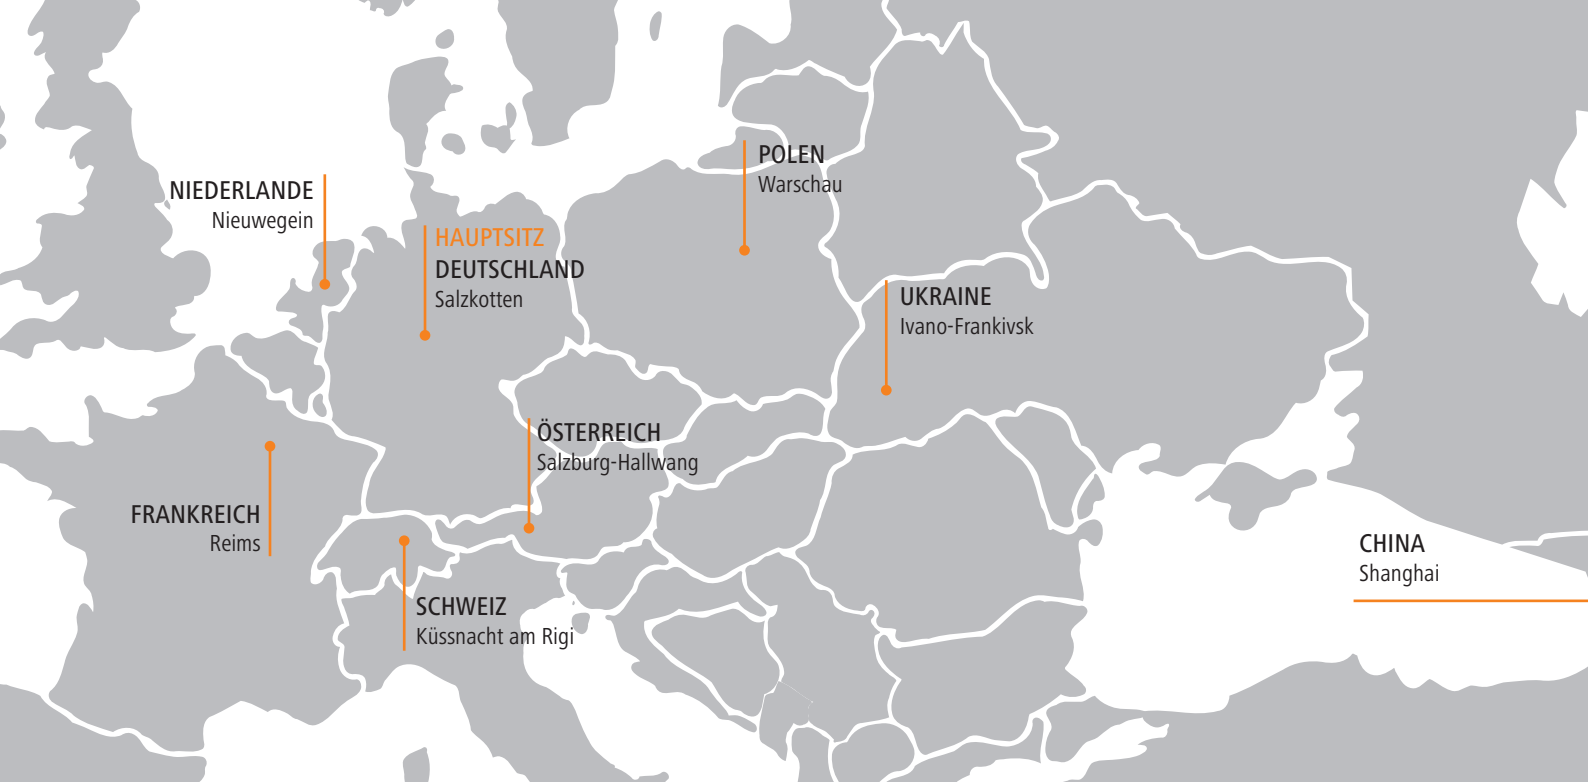 POLEN
Warschau
NIEDERLANDE
Nieuwegein
HAUPTSITZ
DEUTSCHLAND
Salzkotten
UKRAINE
Ivano-Frankivsk
ÖSTERREICH
Salzburg-Hallwang
FRANKREICH
Reims
CHINA
Shanghai
SCHWEIZ
Küssnacht am Rigi